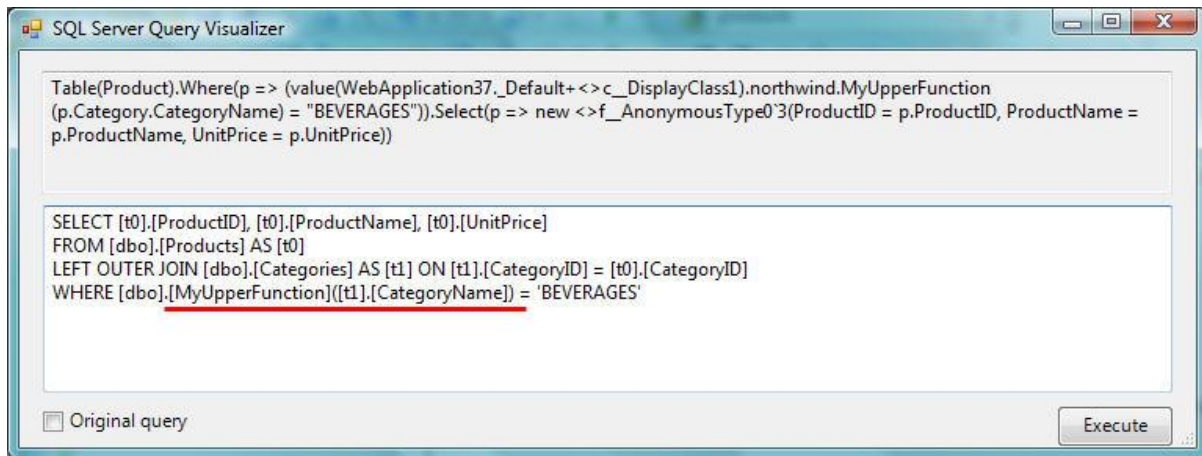 SQL Server Query Visualizer
Table(Product).Where(p => (value(WebApplication37._Default+<>c__DisplayClass1).northwind.MyUpperFunction
(p.Category.CategoryName) = "BEVERAGES")).Select(p => new <>f__AnonymousType0`3(ProductID = p.ProductID, ProductName =
p.ProductName, UnitPrice = p.UnitPrice))
SELECT [t0].[ProductID], [t0].[ProductName], [t0].[UnitPrice]
FROM [dbo].[Products] AS [t0]
LEFT OUTER JOIN [dbo].[Categories] AS [t1] ON [t1].[CategoryID] = [t0].[CategoryID]
WHERE [dbo].[MyUpperFunction]([t1].[CategoryName]) = 'BEVERAGES'
Original query
Execute